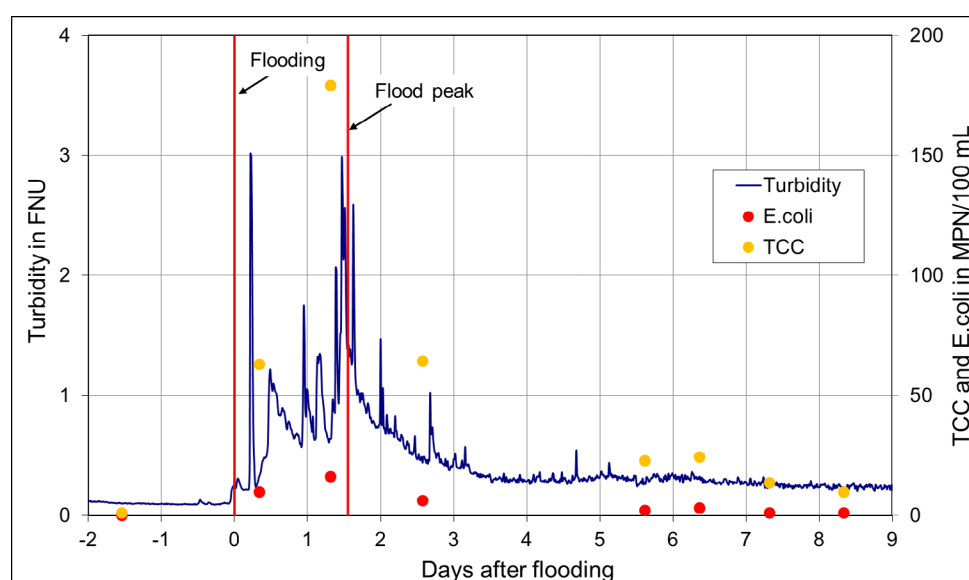 4
3
2
1
0
Turbidity in FNU
Flooding
Flood peak
Turbidity
E.coli
TCC
200
150
100
50
0
TCC and E.coli in MPN/100 mL
-2 -1 0 1 2 3 4 5 6 7 8 9
Days after flooding